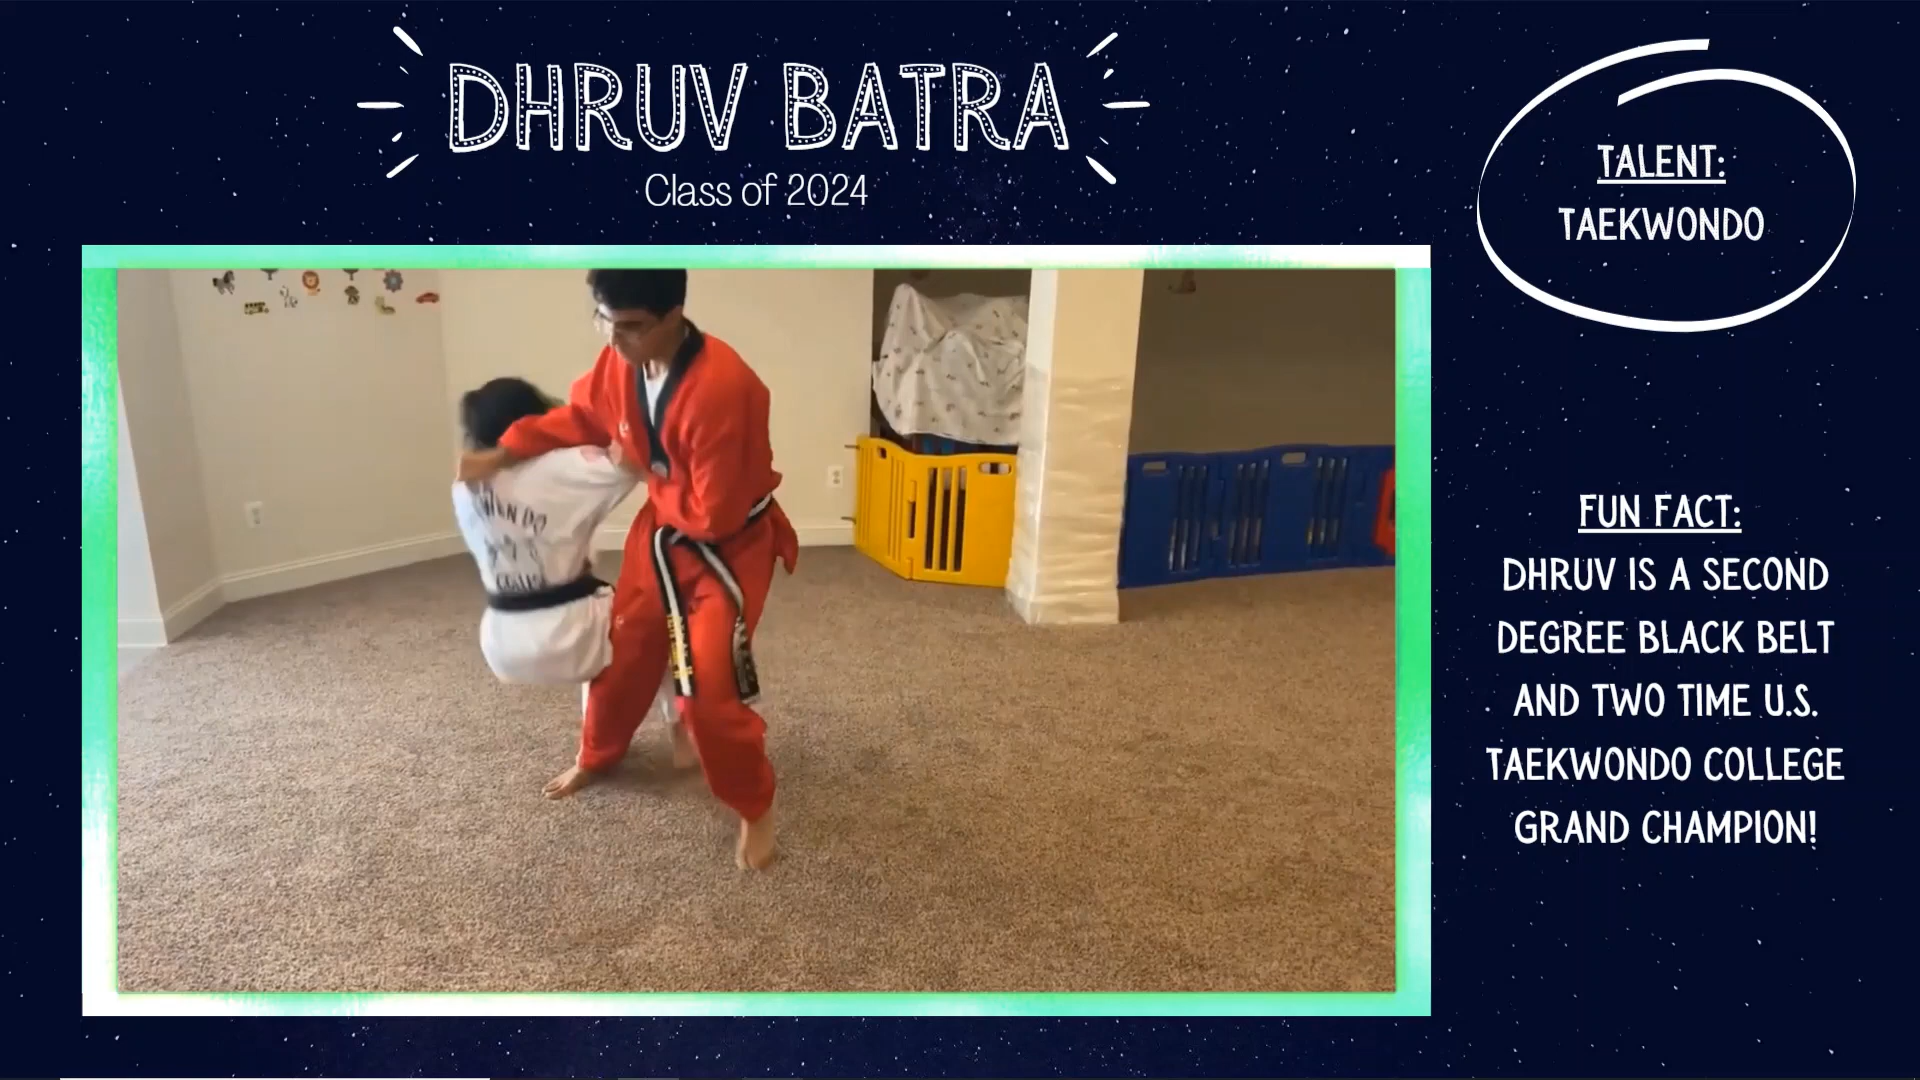 DHRUV BATRA
Class of 2024
TALENT:
TAEKWONDO
FUN FACT:
DHRUV IS A SECOND
DEGREE BLACK BELT
AND TWO TIME U.S.
TAEKWONDO COLLEGE
GRAND CHAMPION!